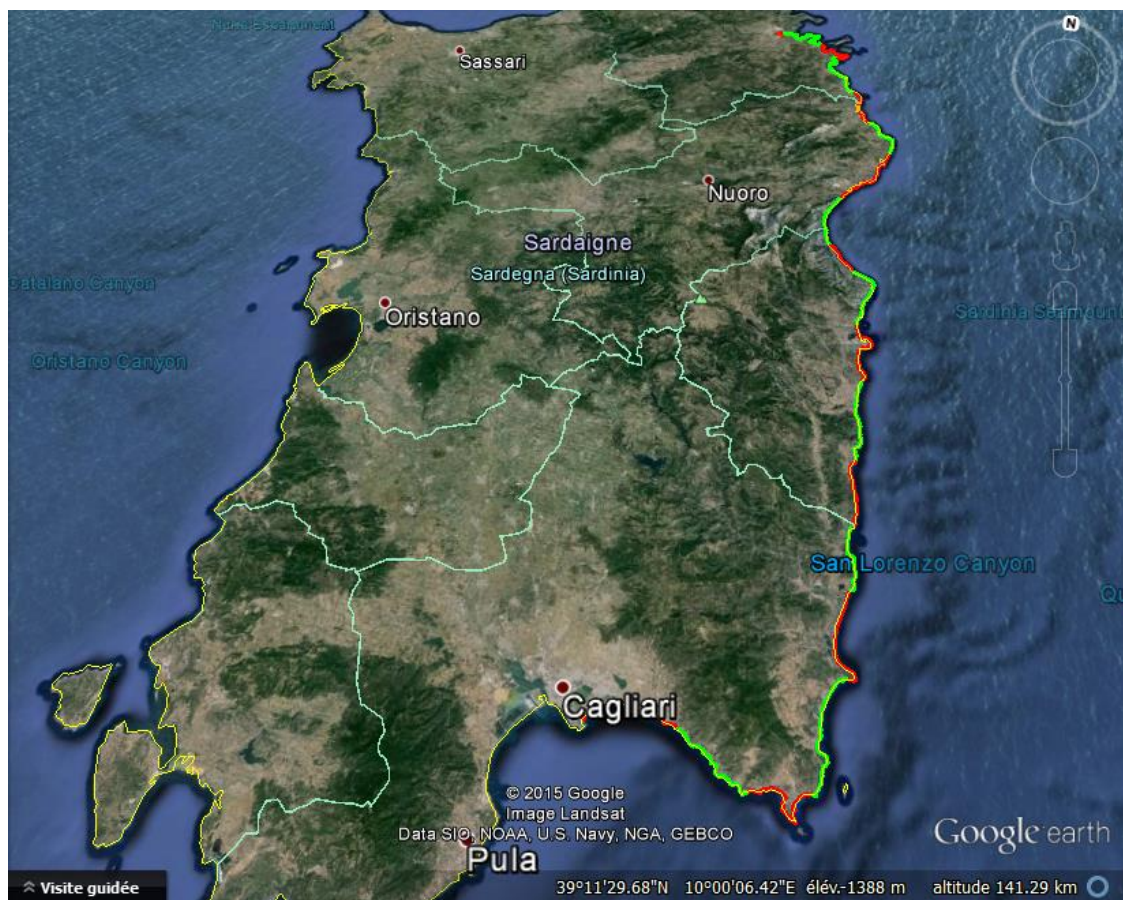 N
Sassari
Nuoro
Sardaigne
Sardegna (Sardinia)
Catalano Canyon
Oristano
Oristano Canyon
San Lorenzo Canyon
Cagliari
© 2015 Google
Image Landsat
Data SIO, NOAA, U.S. Navy, NGA, GEBCO
Pula
Google earth
Visite guidée
39°11'29.68"N 10°00'06.42"E élév.-1388 m altitude 141.29 km